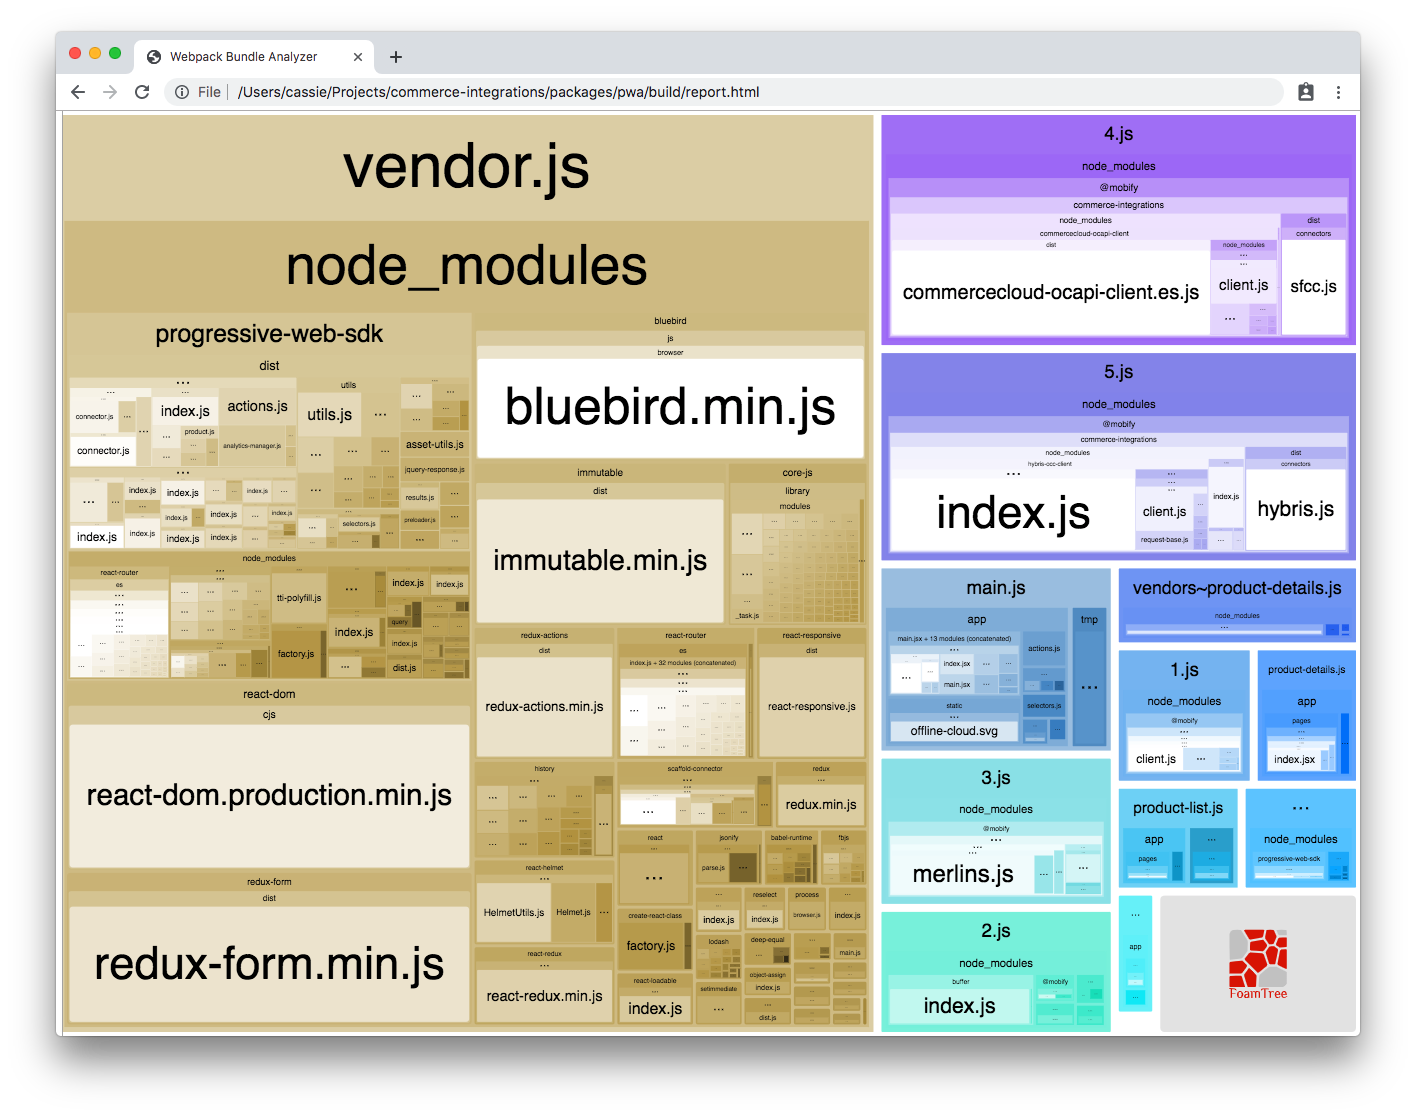 Webpack Bundle Analyzer
File
/Users/cassie/Projects/commerce-integrations/packages/pwa/build/report.html
vendor.js
node_modules
progressive-web-sdk
dist
connector.js
index.js
actions.js
product.js
analytics-manager.js
connector.js
utils
utils.js
asset-utils.js
jquery-response.js
results.js
preloader.js
selectors.js
index.js
index.js
index.js
index.js
index.js
index.js
index.js
index.js
index.js
index.js
index.js
node_modules
react-router
es
tti-polyfill.js
factory.js
index.js
index.js
index.js
query
index.js
dist.js
react-dom
cjs
react-dom.production.min.js
redux-form
dist
redux-form.min.js
bluebird
js
browser
bluebird.min.js
immutable
dist
immutable.min.js
core-js
library
modules
_task.js
redux-actions
dist
redux-actions.min.js
react-router
es
index.js + 32 modules (concatenated)
react-responsive
dist
react-responsive.js
history
scaffold-connector
redux
redux.min.js
react-helmet
HelmetUtils.js
Helmet.js
react-redux
react-redux.min.js
react
create-react-class
factory.js
react-loadable
index.js
jsonify
parse.js
babel-runtime
fbjs
index.js
reselect
index.js
process
browser.js
index.js
lodash
deep-equal
main.js
object-assign
index.js
setimmediate
dist.js
4.js
node_modules
@mobify
commerce-integrations
node_modules
commercecloud-ocapi-client
dist
commercecloud-ocapi-client.es.js
node_modules
client.js
dist
connectors
sfcc.js
5.js
node_modules
@mobify
commerce-integrations
node_modules
hybris-occ-client
index.js
client.js
request-base.js
index.js
dist
connectors
hybris.js
main.js
app
main.jsx + 13 modules (concatenated)
index.jsx
main.jsx
static
offline-cloud.svg
actions.js
selectors.js
tmp
vendors~product-details.js
node_modules
1.js
node_modules
@mobify
client.js
product-details.js
app
pages
index.jsx
3.js
node_modules
@mobify
merlins.js
product-list.js
app
pages
node_modules
progressive-web-sdk
2.js
node_modules
buffer
index.js
@mobify
app
FoamTree